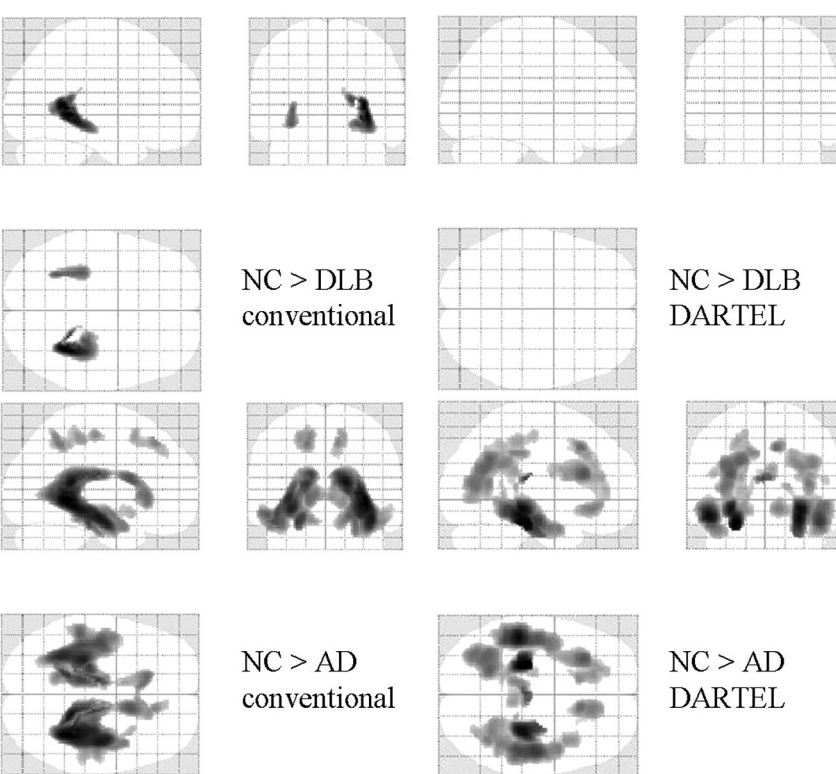 NC > DLB
conventional
NC > DLB
DARTEL
NC > AD
conventional
NC > AD
DARTEL